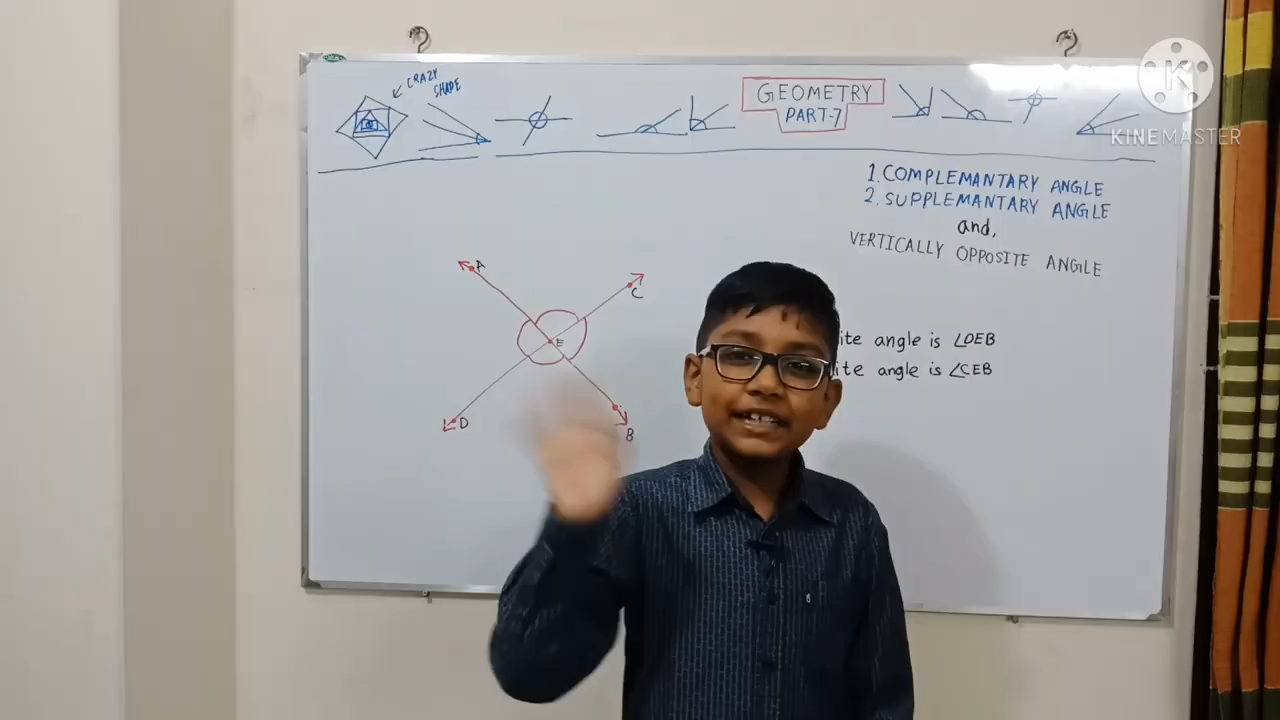 CRAZY
SHAPE
GEOMETRY
PART-7
K
KINEMASTER
1. COMPLEMANTARY ANGLE
2. SUPPLEMANTARY ANGLE
and,
VERTICALLY OPPOSITE ANGLE
A
C
E
D
B
ite angle is ∠DEB
ite angle is ∠CEB